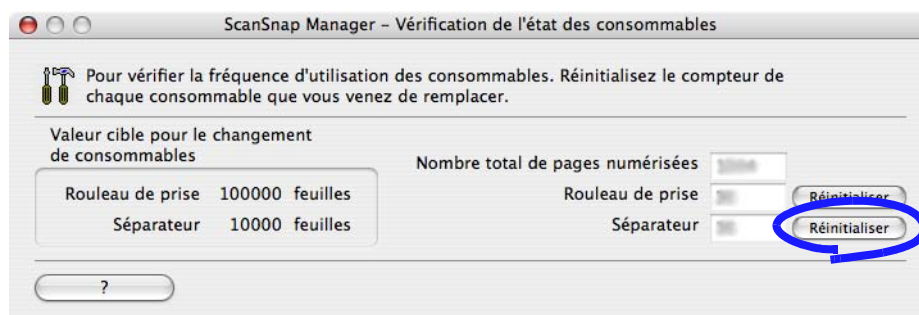 ScanSnap Manager – Vérification de l'état des consommables
Pour vérifier la fréquence d'utilisation des consommables. Réinitialisez le compteur de
chaque consommable que vous venez de remplacer.
Valeur cible pour le changement
de consommables
Rouleau de prise 100000 feuilles
Séparateur 10000 feuilles
Nombre total de pages numérisées
Rouleau de prise Réinitialiser
Séparateur Réinitialiser
?